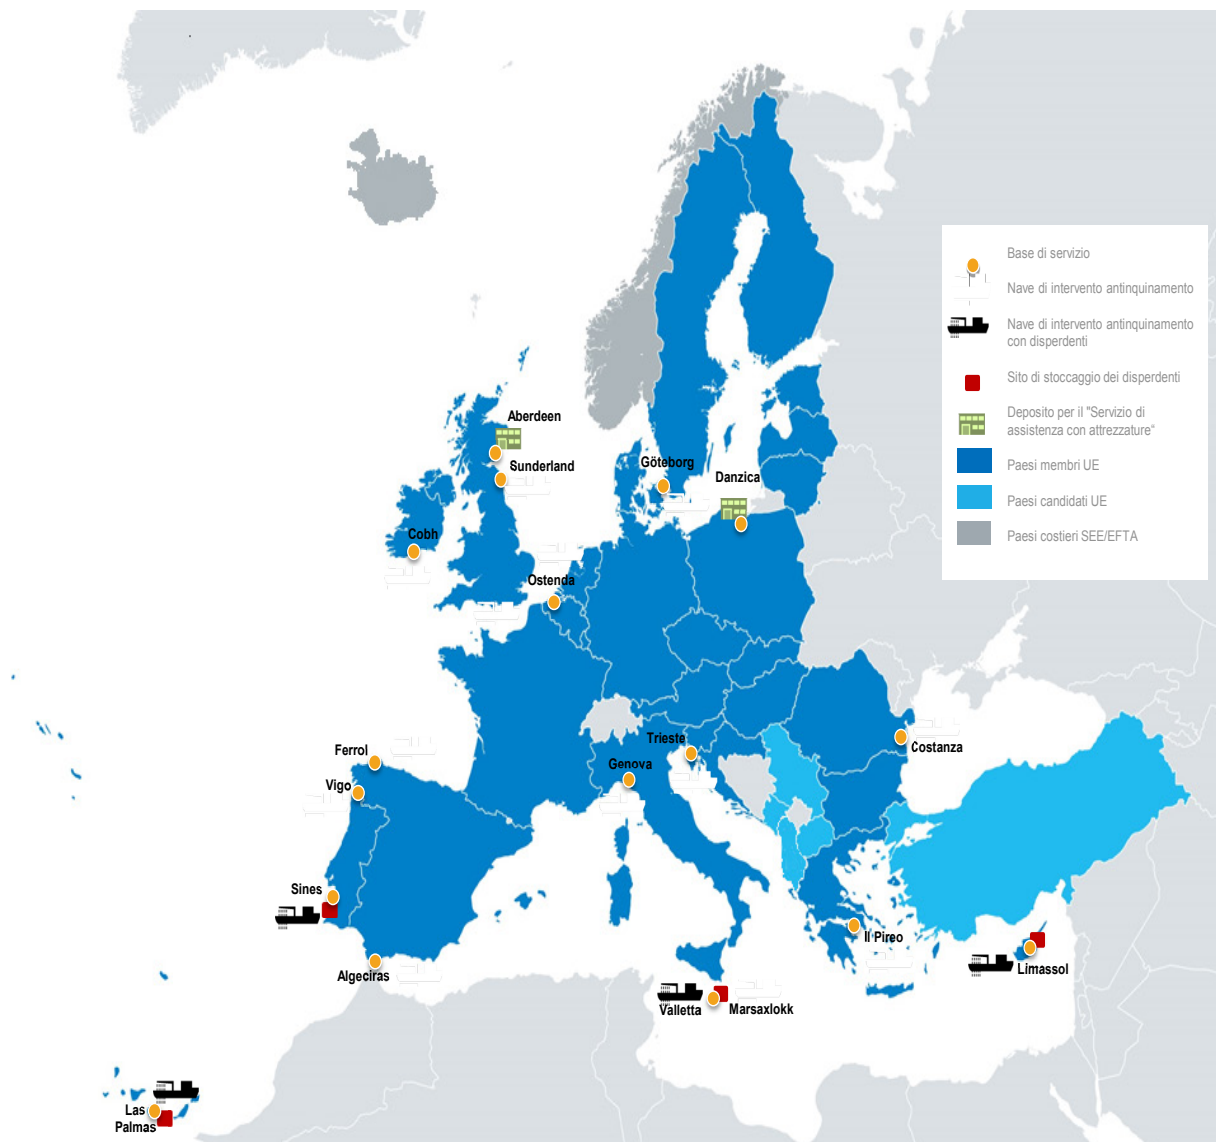 Base di servizio
Nave di intervento antinquinamento
Nave di intervento antinquinamento
con disperdenti
Sito di stoccaggio dei disperdenti
Deposito per il "Servizio di
assistenza con attrezzature“
Paesi membri UE
Paesi candidati UE
Paesi costieri SEE/EFTA
Aberdeen
Sunderland
Göteborg
Danzica
Cobh
Ostenda
Ferrol
Trieste
Costanza
Genova
Vigo
Sines
Il Pireo
Algeciras
Limassol
Valletta
Marsaxlokk
Las
Palmas